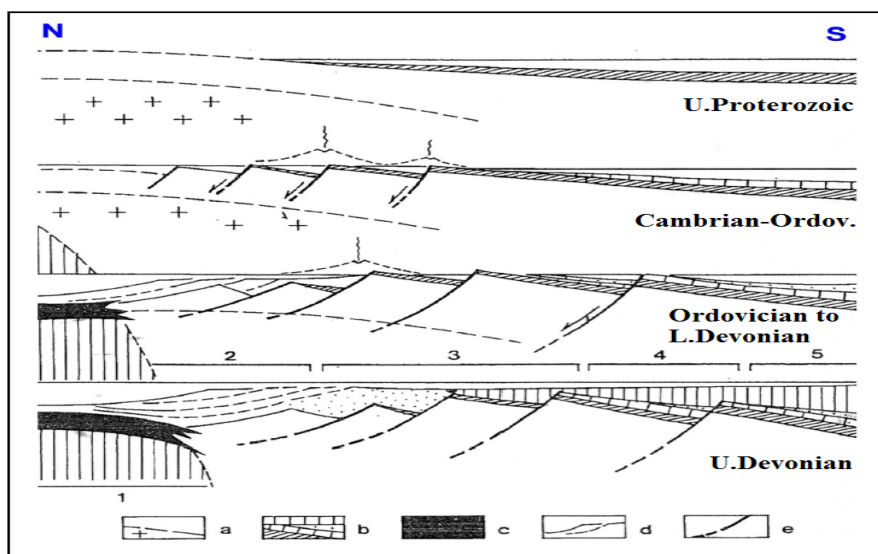 N S
U.Proterozoic
Cambrian-Ordov.
Ordovician to
L.Devonian
2 3 4 5
U.Devonian
1
a b c d e